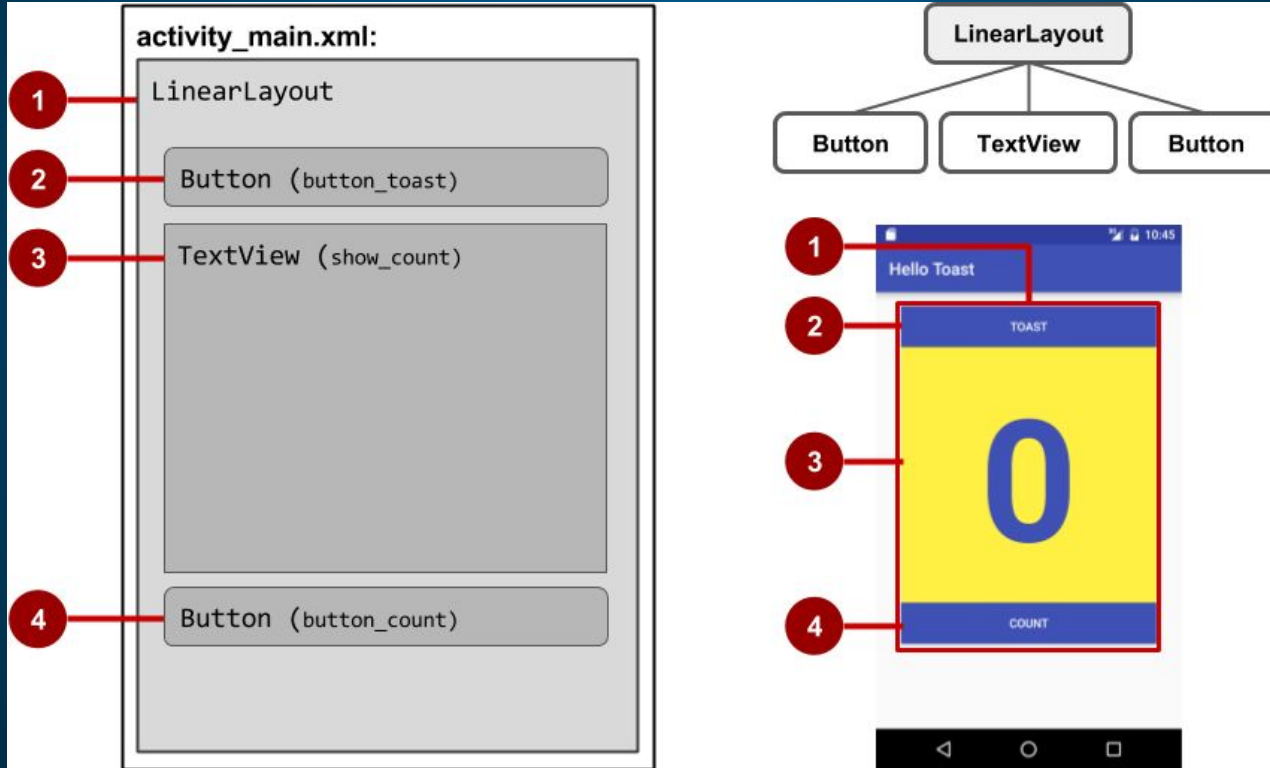 activity_main.xml:
1
LinearLayout
2
Button (button_toast)
3
TextView (show_count)
4
Button (button_count)
LinearLayout
Button
TextView
Button
10:45
1
Hello Toast
2
TOAST
3
0
4
COUNT